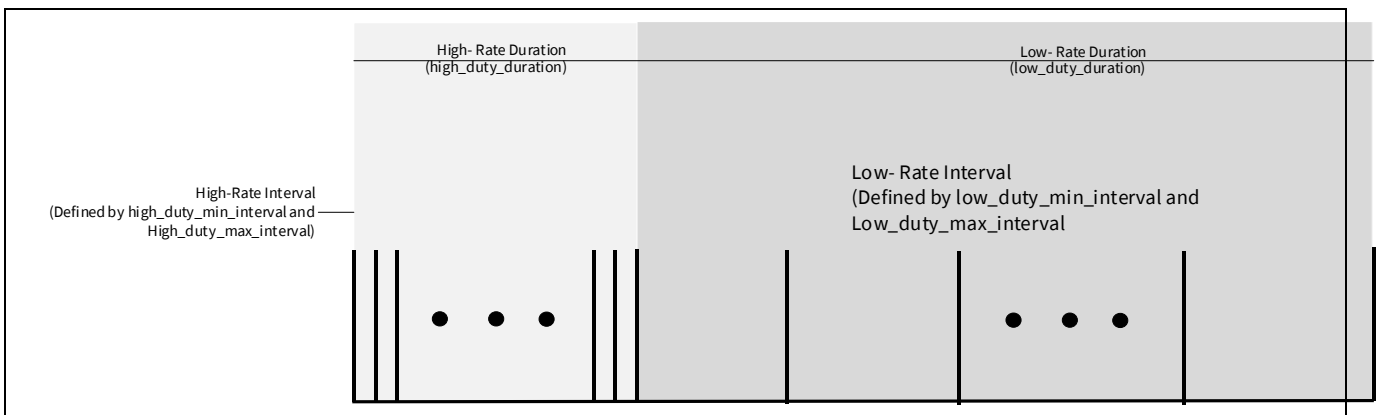 High- Rate Duration
(high_duty_duration)
Low- Rate Duration
(low_duty_duration)
High-Rate Interval
(Defined by high_duty_min_interval and
High_duty_max_interval)
Low- Rate Interval
(Defined by low_duty_min_interval and
Low_duty_max_interval